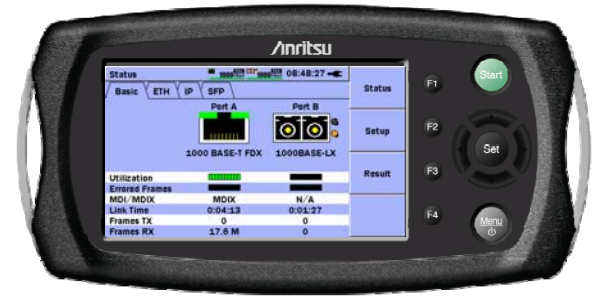 Anritsu
Status 08:48:27
Basic ETH IP SFP
Port A Port B
1000 BASE-T FDX 1000BASE-LX
Utilization
Errored Frames
MDI/MDIX MDIX N/A
Link Time 0:04:13 0:01:27
Frames TX 0 0
Frames RX 17.6 M 0
Status
Setup
Result
F1
F2
F3
F4
Start
Set
Menu